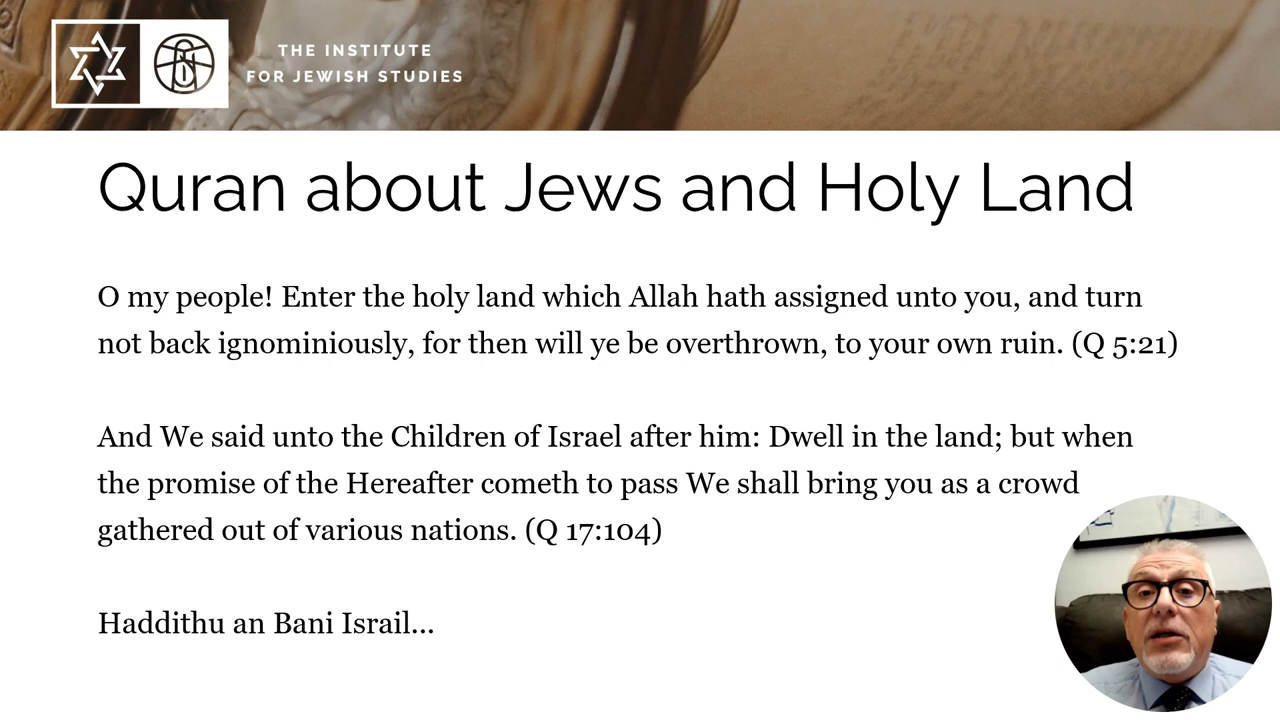 THE INSTITUTE
FOR JEWISH STUDIES
Quran about Jews and Holy Land
O my people! Enter the holy land which Allah hath assigned unto you, and turn
not back ignominiously, for then will ye be overthrown, to your own ruin. (Q 5:21)
And We said unto the Children of Israel after him: Dwell in the land; but when
the promise of the Hereafter cometh to pass We shall bring you as a crowd
gathered out of various nations. (Q 17:104)
Haddithu an Bani Israil...